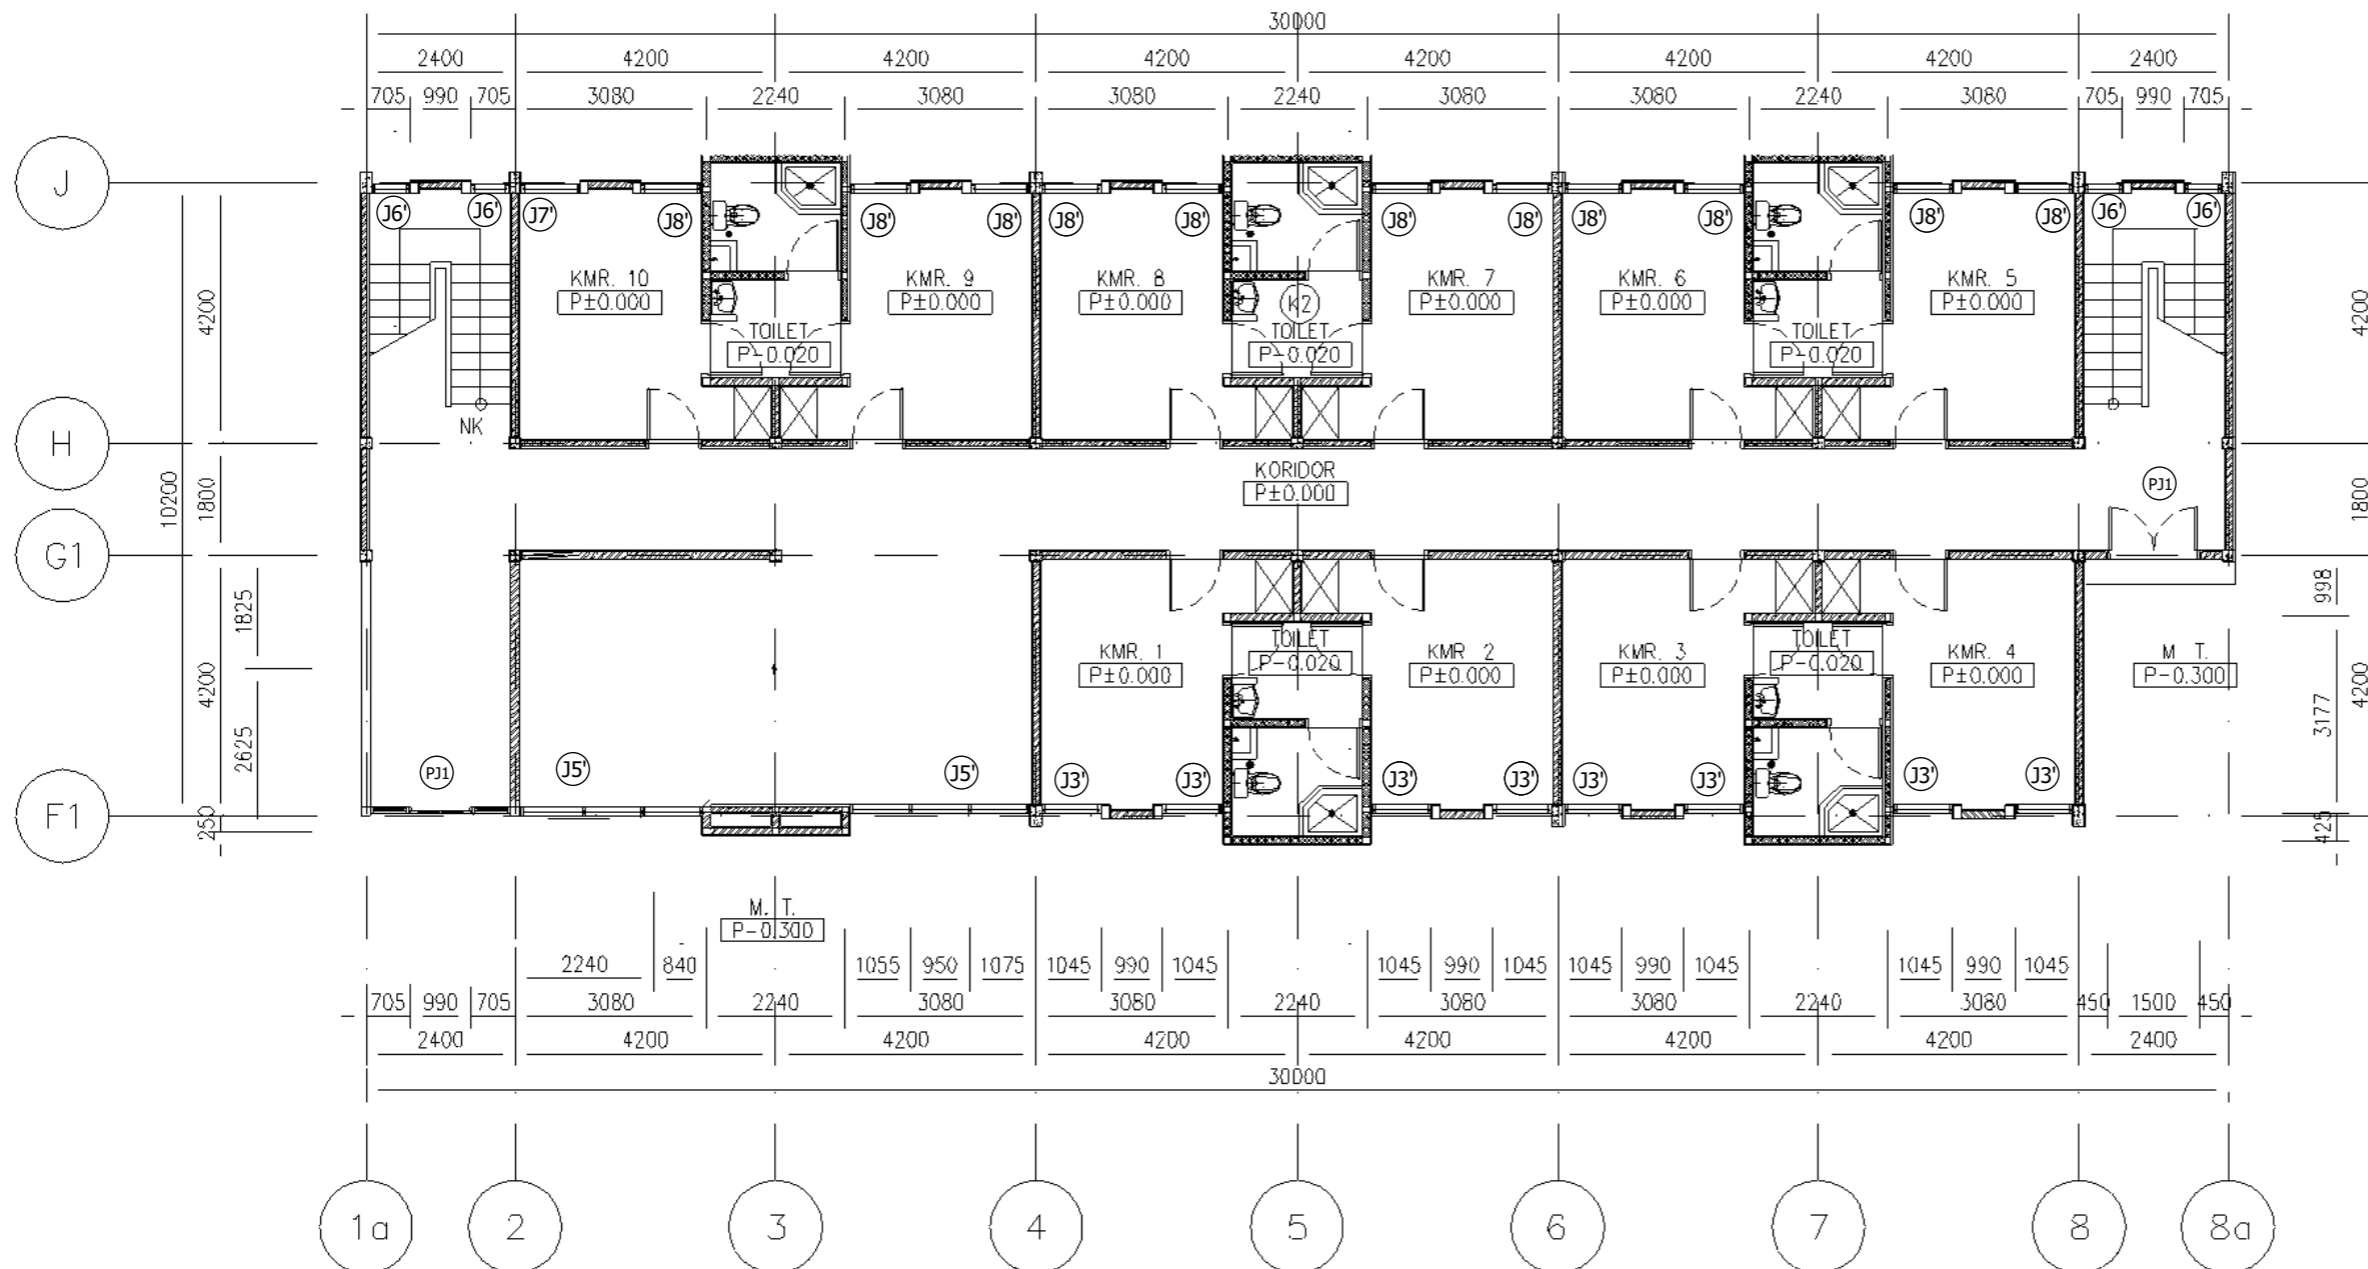 30000
2400 4200 4200 4200 4200 4200 4200 2400
705 990 705 3080 2240 3080 3080 2240 3080 3080 2240 3080 705 990 705
J
J6' J6' J7' J8' J8' J8' J8' J8' J8' J8' J8' J8' J8' J8' J6' J6'
KMR. 10 KMR. 9 KMR. 8 KMR. 7 KMR. 6 KMR. 5
P±0.000 P±0.000 P±0.000 K2 P±0.000 P±0.000 P±0.000
4200 4200
TOILET TOILET TOILET
P-0.020 P-0.020 P-0.020
NK
H
KORIDOR
P±0.000
PJ1
10200 1800 1800
G1
998
1825
TOILET TOILET
KMR. 1 KMR 2 KMR. 3 KMR. 4 M T.
P±0.000 P-0.020 P±0.000 P±0.000 P-0.020 P±0.000 P-0.300
4200 4200
2625 3177
PJ1 J5' J5' J3' J3' J3' J3' J3' J3' J3' J3'
F1
250 425
M. T.
P-0.300
2240 840 1055 950 1075 1045 990 1045 1045 990 1045 1045 990 1045 1045 990 1045
705 990 705 3080 2240 3080 3080 2240 3080 3080 2240 3080 450 1500 450
2400 4200 4200 4200 4200 4200 4200 2400
30000
1a 2 3 4 5 6 7 8 8a